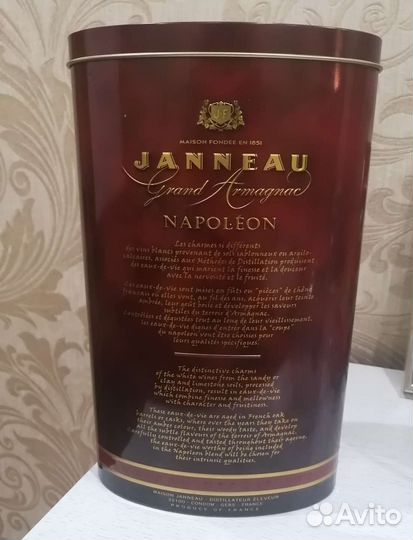 JF
MAISON FONDEE EN 1851
JANNEAU
Grand Armagnac
NAPOLÉON
Les charmes si différents
des vins blancs provenant de sols sablonneux ou argilo-
calcaires, associés aux Méthodes de Distillation produisent
des eaux-de-vie qui marient la finesse et la douceur
avec la nervosité et le fruité.
Ces eaux-de-vie sont mises en fûts ou "pièces" de chêne
français où elles vont, au fil des ans, acquérir leur teinte
ambrée, leur goût boisé et développer les saveurs
subtiles du terroir d'Armagnac.
Contrôlées et dégustées tout au long de leur vieillissement,
les eaux-de-vie dignes d'entrer dans la "coupe"
du napoléon vont être choisies pour
leurs qualités spécifiques.
The distinctive charms
of the white wines from the sandy or
clay and limestone soils, processed
by distillation, result in eaux-de-vie
which combine finesse and mellowness
with character and fruitiness.
These eaux-de-vie are aged in French oak
barrels or casks, where over the years they take on
their amber colour, their woody taste, and develop
all the subtle flavours of the terroir of Armagnac.
Carefully controlled and tasted throughout their ageing,
the eaux-de-vie worthy of being included
in the Napoleon blend will be chosen for
their intrinsic qualities.
MAISON JANNEAU - DISTILLATEUR ÉLEVEUR
32100 - CONDOM - GERS - FRANCE
PRODUCT OF FRANCE
Avito